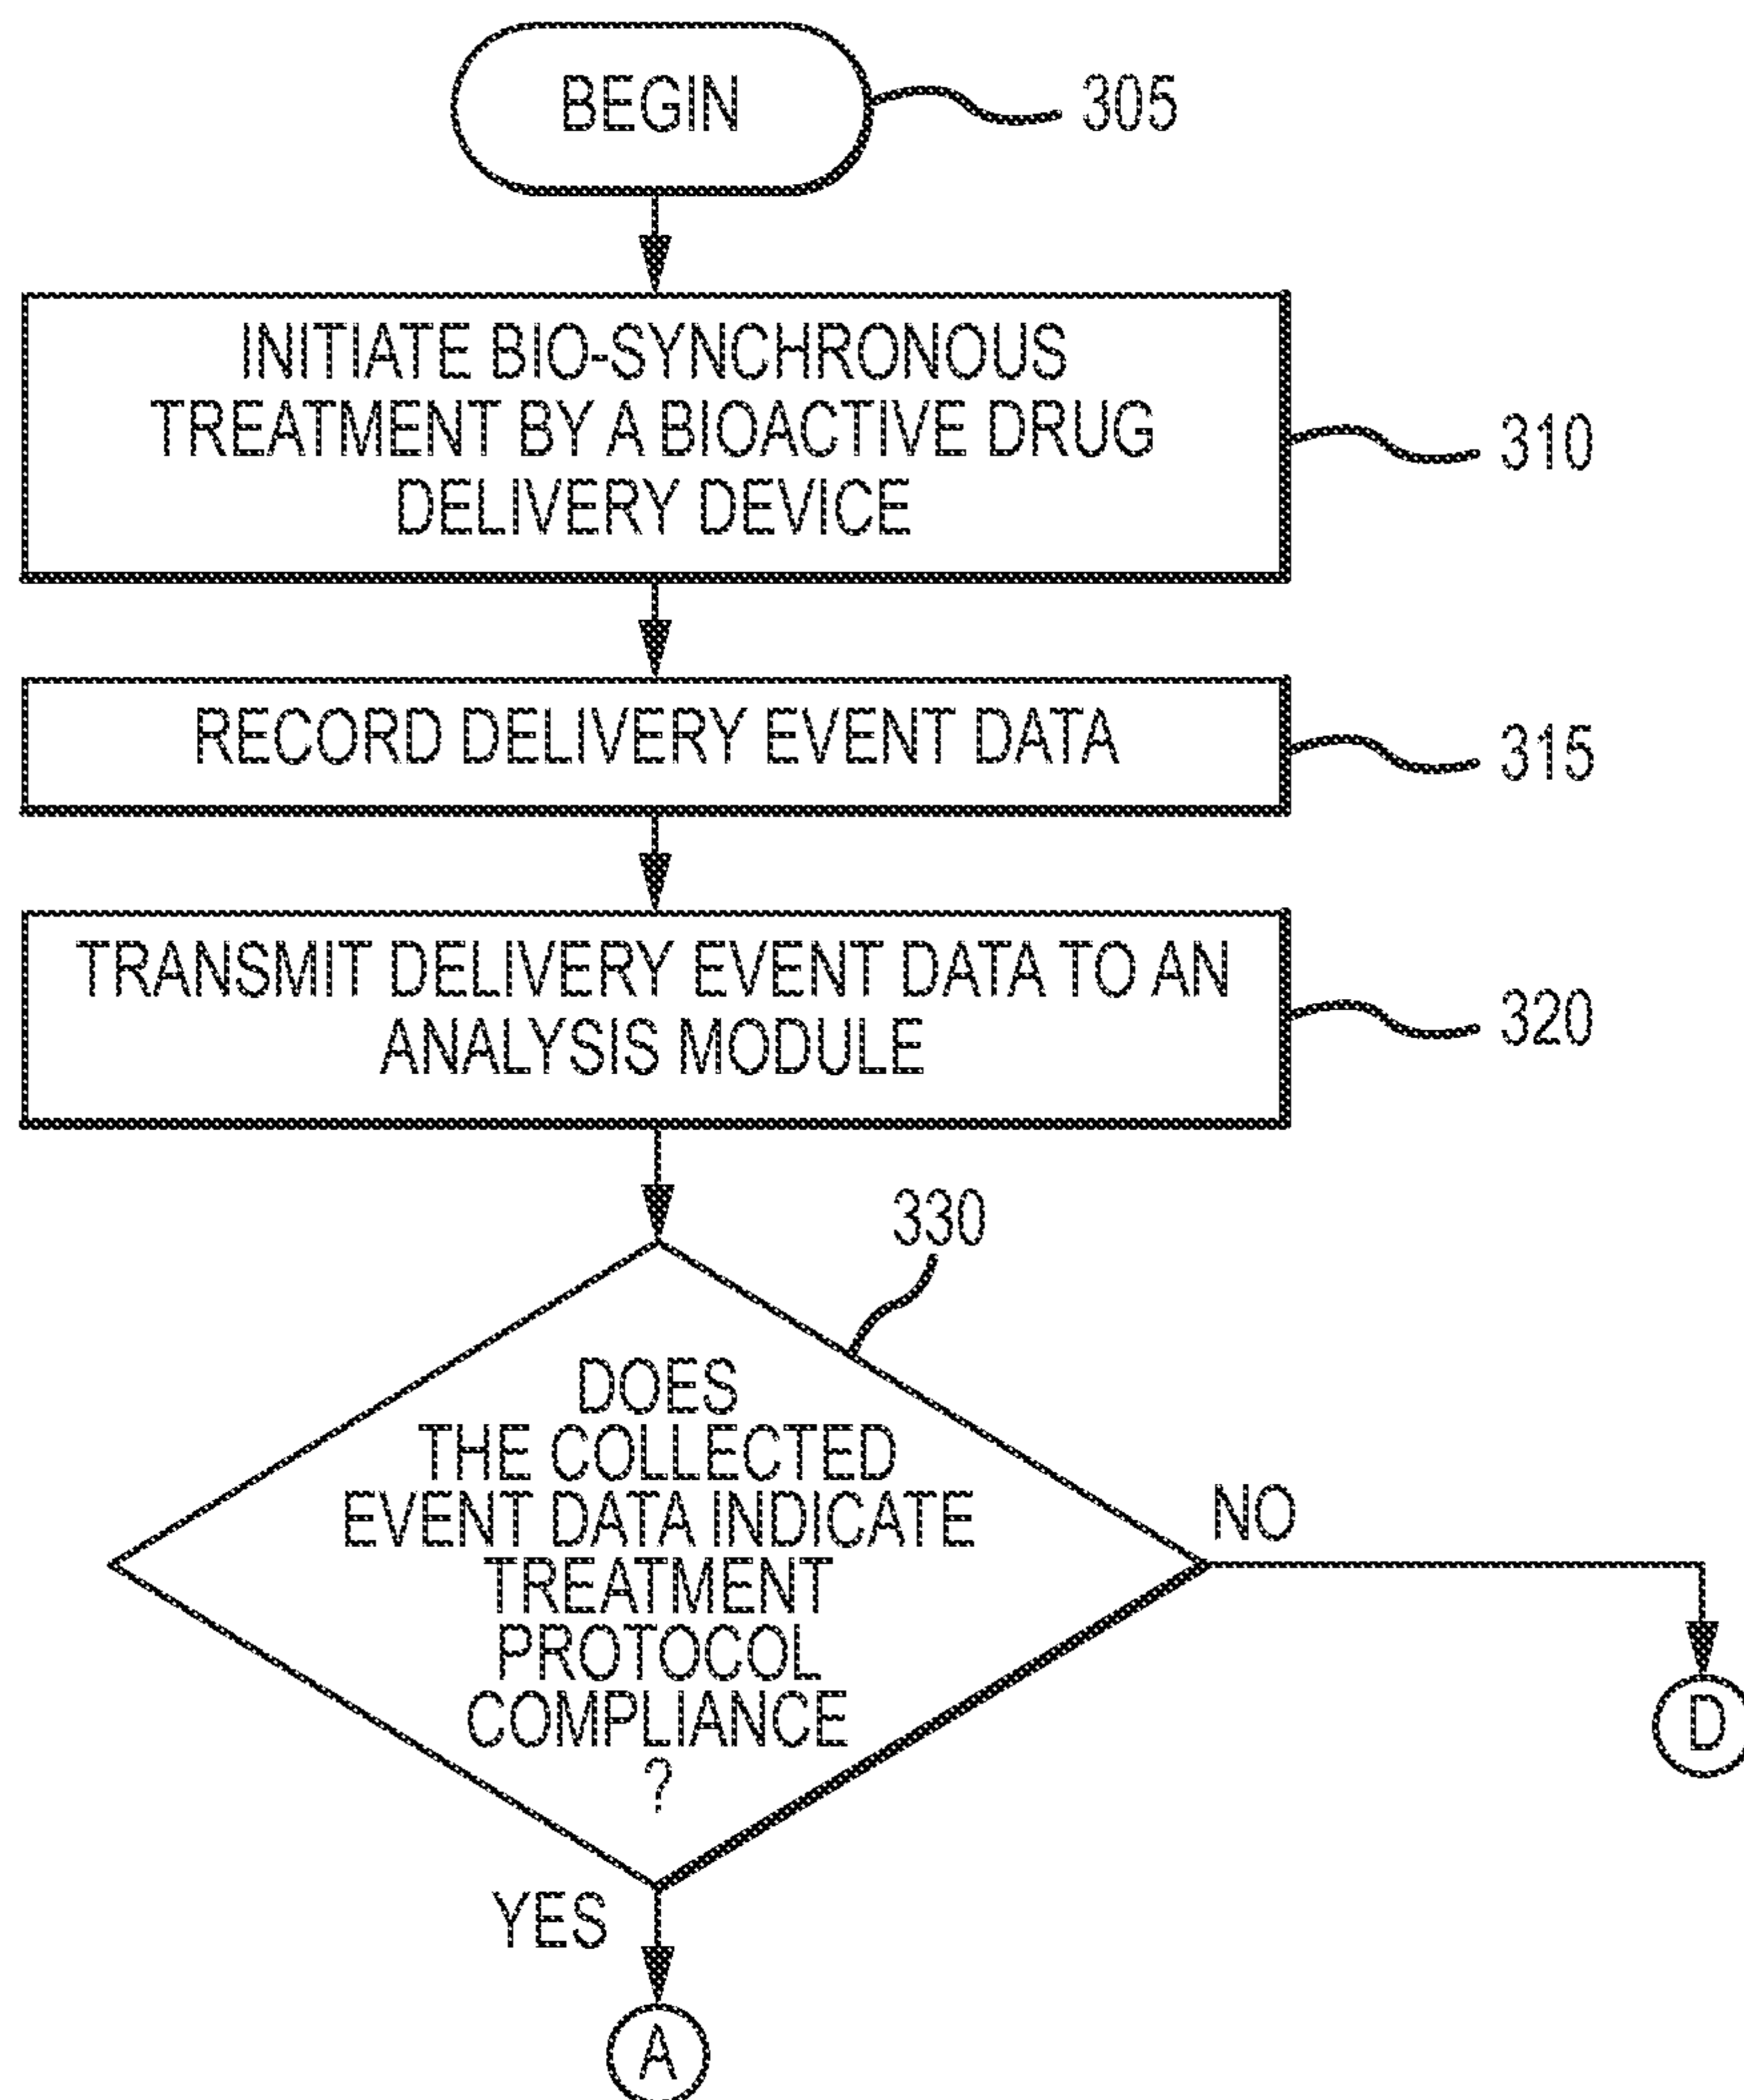 BEGIN
305
INITIATE BIO-SYNCHRONOUS
TREATMENT BY A BIOACTIVE DRUG
DELIVERY DEVICE
310
RECORD DELIVERY EVENT DATA
315
TRANSMIT DELIVERY EVENT DATA TO AN
ANALYSIS MODULE
320
330
DOES
THE COLLECTED
EVENT DATA INDICATE
TREATMENT
PROTOCOL
COMPLIANCE
?
NO
D
YES
A